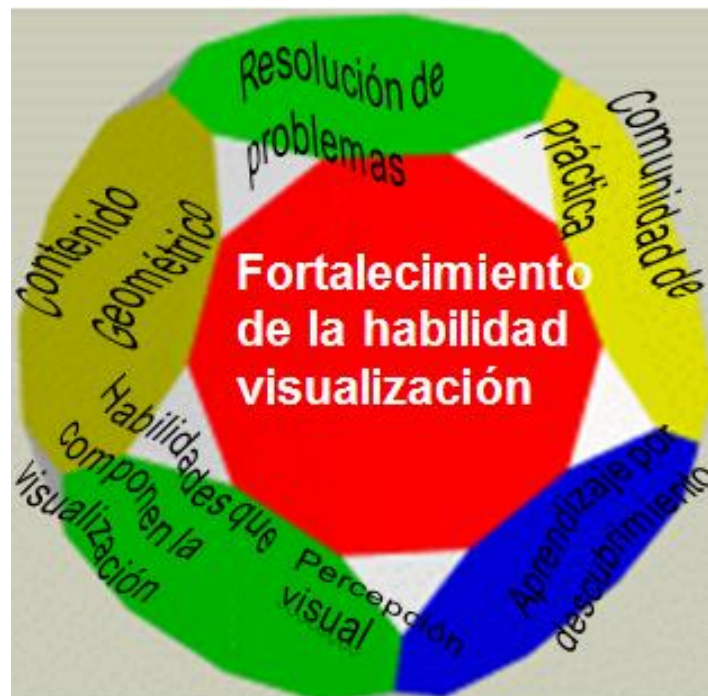 Resolución de
problemas
Comunidad de
práctica
Contenido
Geométrico
Fortalecimiento
de la habilidad
visualización
Habilidades que
componen la
visualización
Percepción
visual
Aprendizaje por
descubrimiento